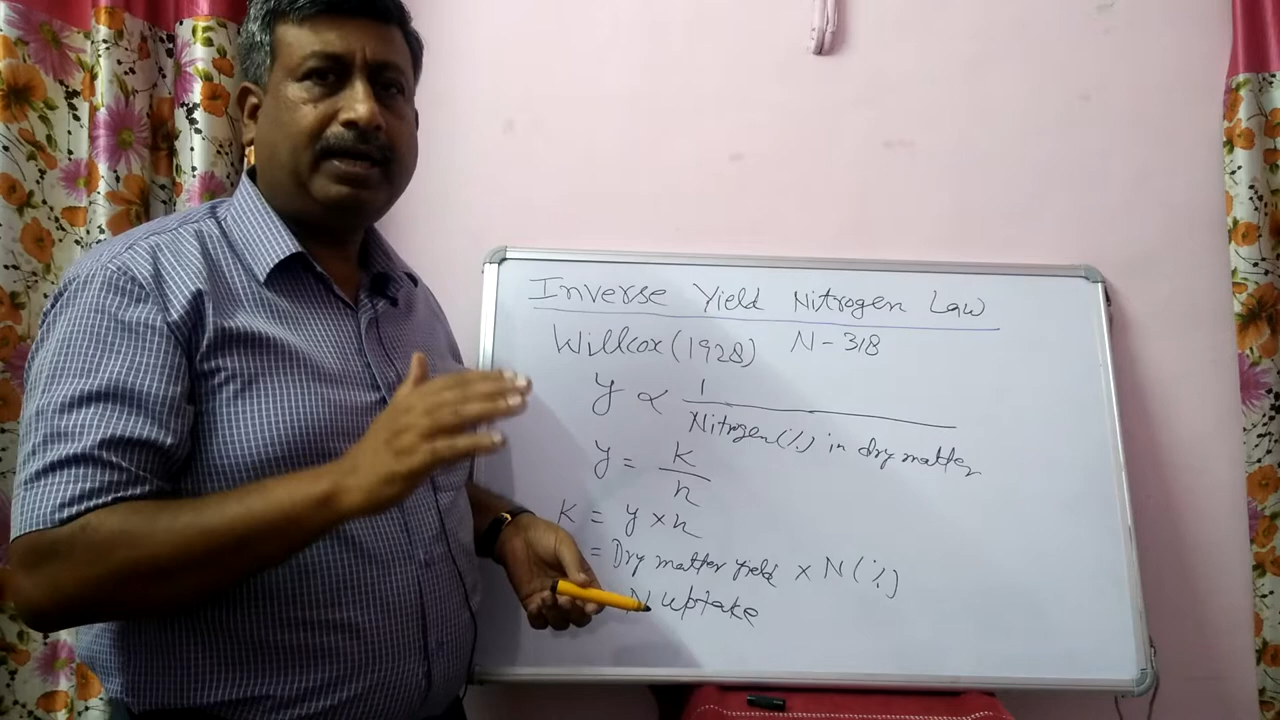 Inverse Yield Nitrogen Law
Willcox (1928) N - 318
Y ∝ 1 / Nitrogen (%) in dry matter
y = K / n
K = y × n
= Dry matter yield × N (%)
N uptake